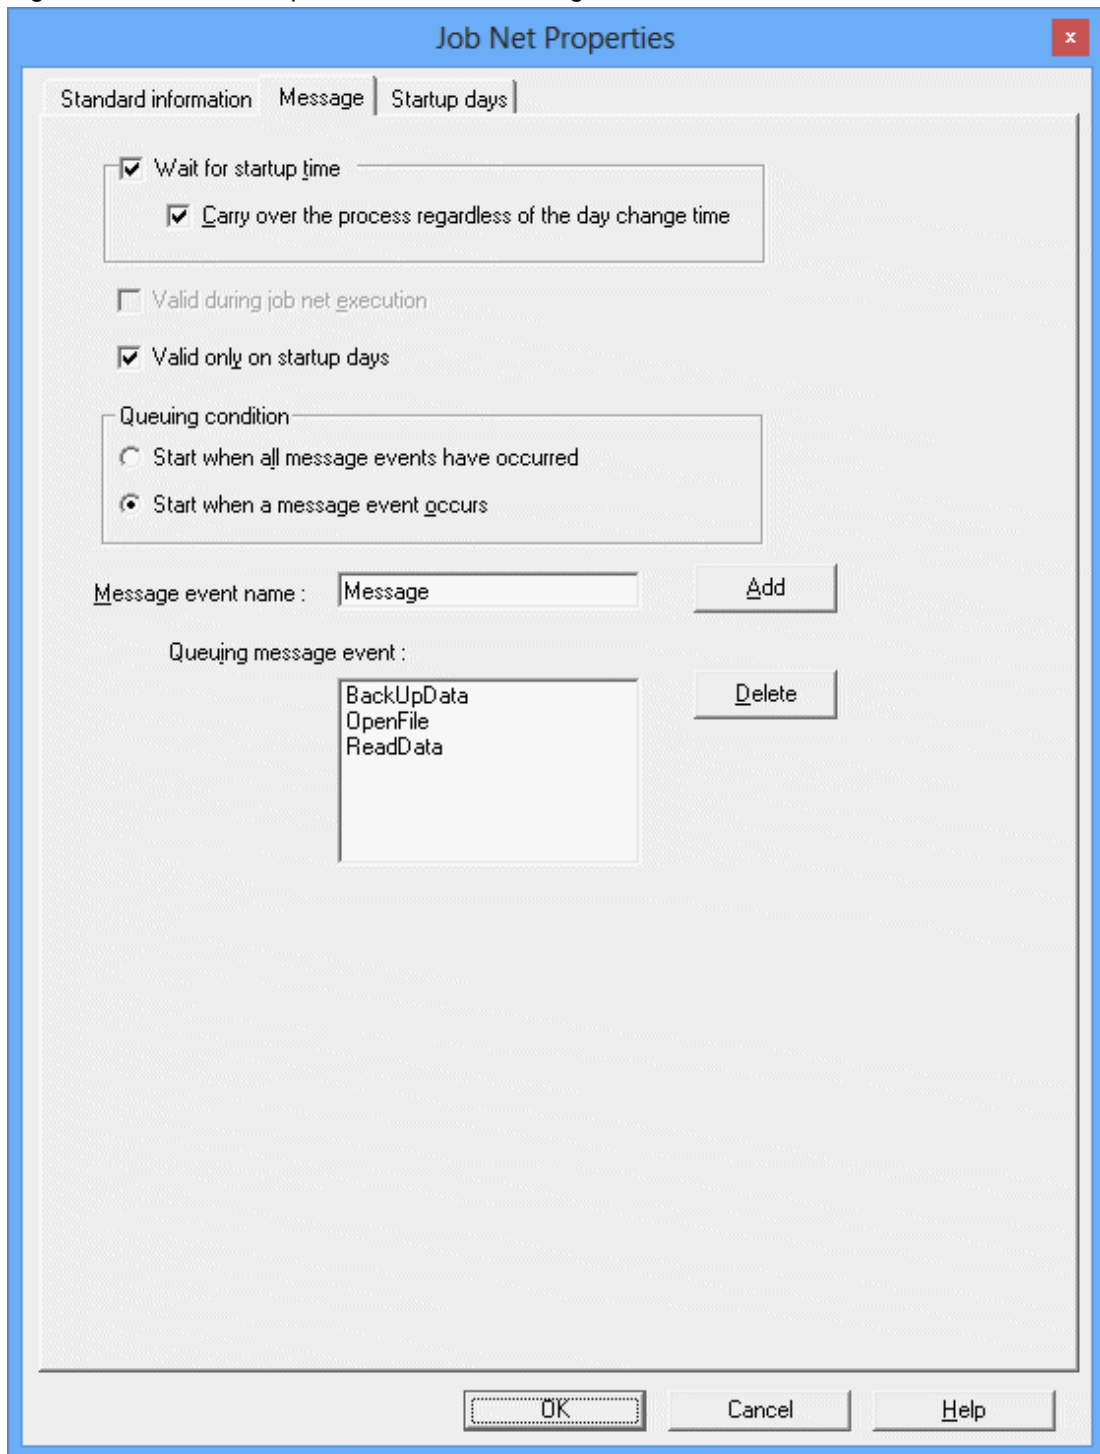 Job Net Properties
x
Standard information Message Startup days
Wait for startup time
Carry over the process regardless of the day change time
Valid during job net execution
Valid only on startup days
Queuing condition
Start when all message events have occurred
Start when a message event occurs
Message event name : Message Add
Queuing message event :
BackUpData Delete
OpenFile
ReadData
OK Cancel Help